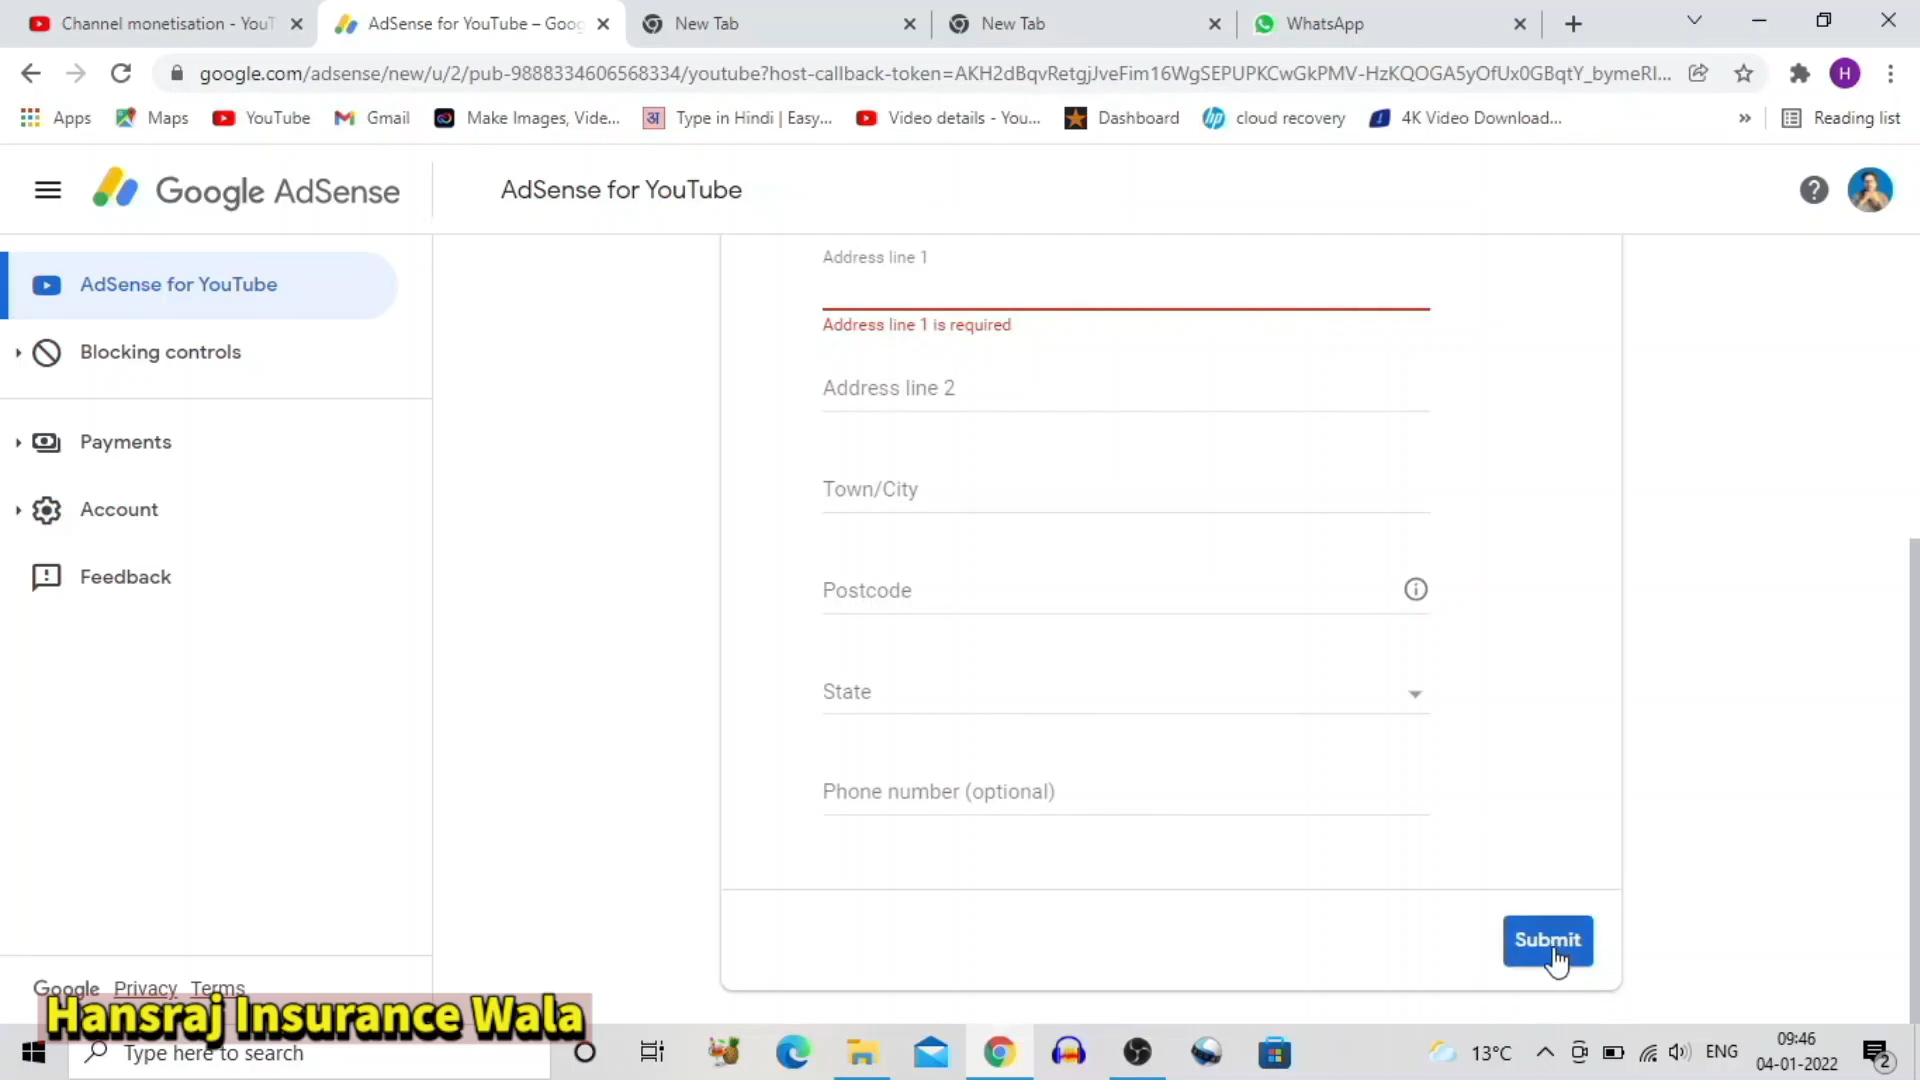 Channel monetisation - YouT
AdSense for YouTube – Goog
New Tab
New Tab
WhatsApp
google.com/adsense/new/u/2/pub-9888334606568334/youtube?host-callback-token=AKH2dBqvRetgjJveFim16WgSEPUPKCwGkPMV-HzKQOGA5yOfUx0GBqtY_bymeRI...
H
Apps
Maps
YouTube
Gmail
Make Images, Vide...
अ
Type in Hindi | Easy...
Video details - You...
Dashboard
hp
cloud recovery
4K Video Download...
»
Reading list
Google AdSense
AdSense for YouTube
AdSense for YouTube
Blocking controls
Payments
Account
Feedback
Address line 1
Address line 1 is required
Address line 2
Town/City
Postcode
State
Phone number (optional)
Submit
Google Privacy Terms
Hansraj Insurance Wala
Type here to search
13°C
ENG
09:46
04-01-2022
2